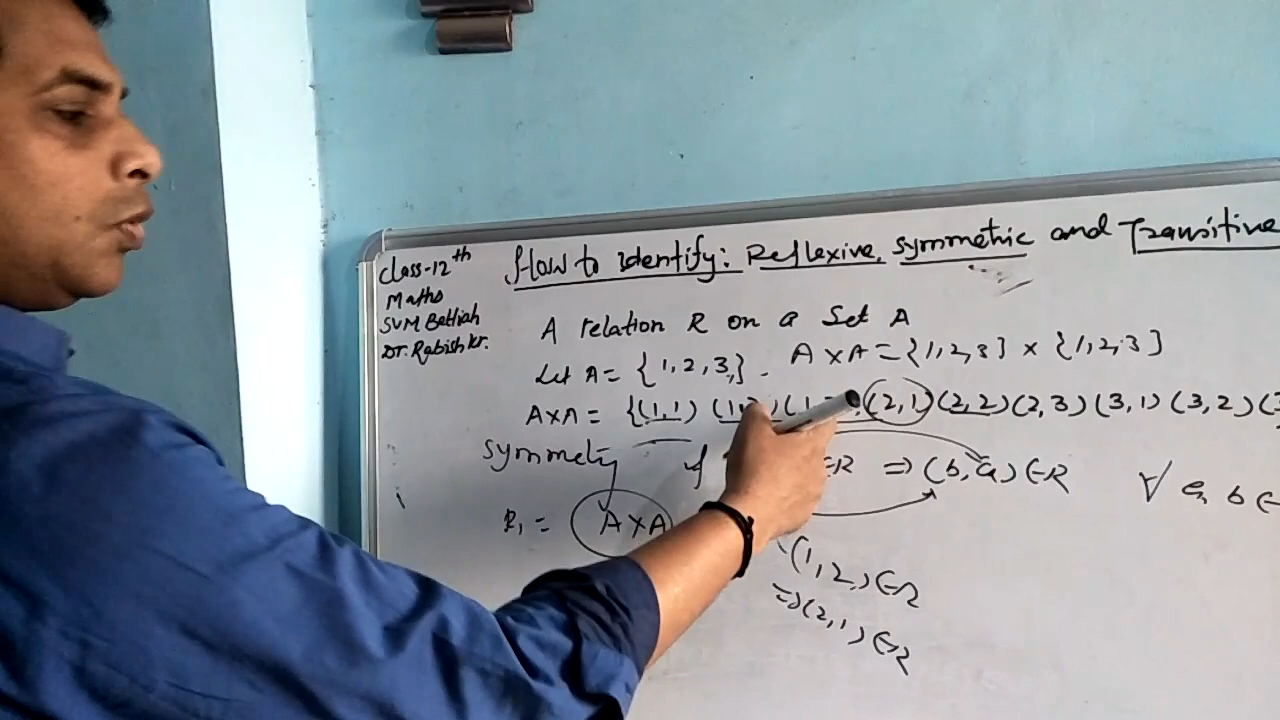 class-12th
Maths
SVM Bettiah
Dr. Rabish kr.
How to identify: Reflexive, symmetric and Transitive
A relation R on a Set A
Let A = {1,2,3,}. A×A = {1,2,3} × {1,2,3}
A×A = {(1,1) (1,2) (1, (2,1) (2,2) (2,3) (3,1) (3,2) (3
Symmety if ∈R ⇒ (b,a) ∈R ∀ a, b ∈
R₁ = A×A
(1,2) ∈R
⇒ (2,1) ∈R